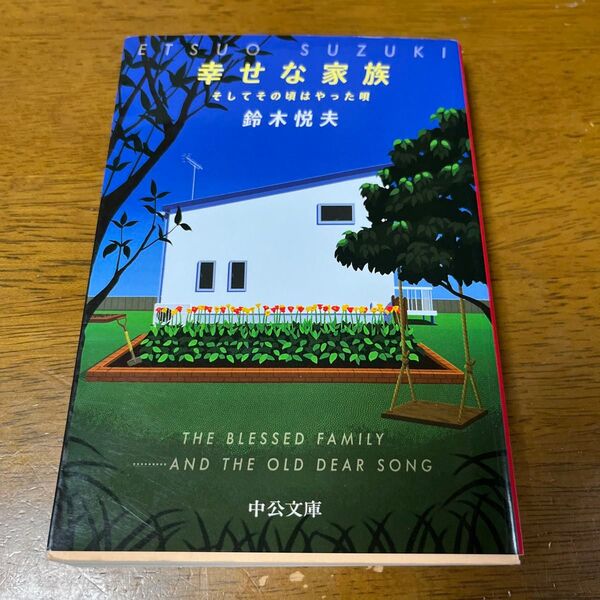 ETSUO SUZUKI
幸せな家族
そしてその頃はやった唄
鈴木悦夫
THE BLESSED FAMILY
.........AND THE OLD DEAR SONG
中公文庫